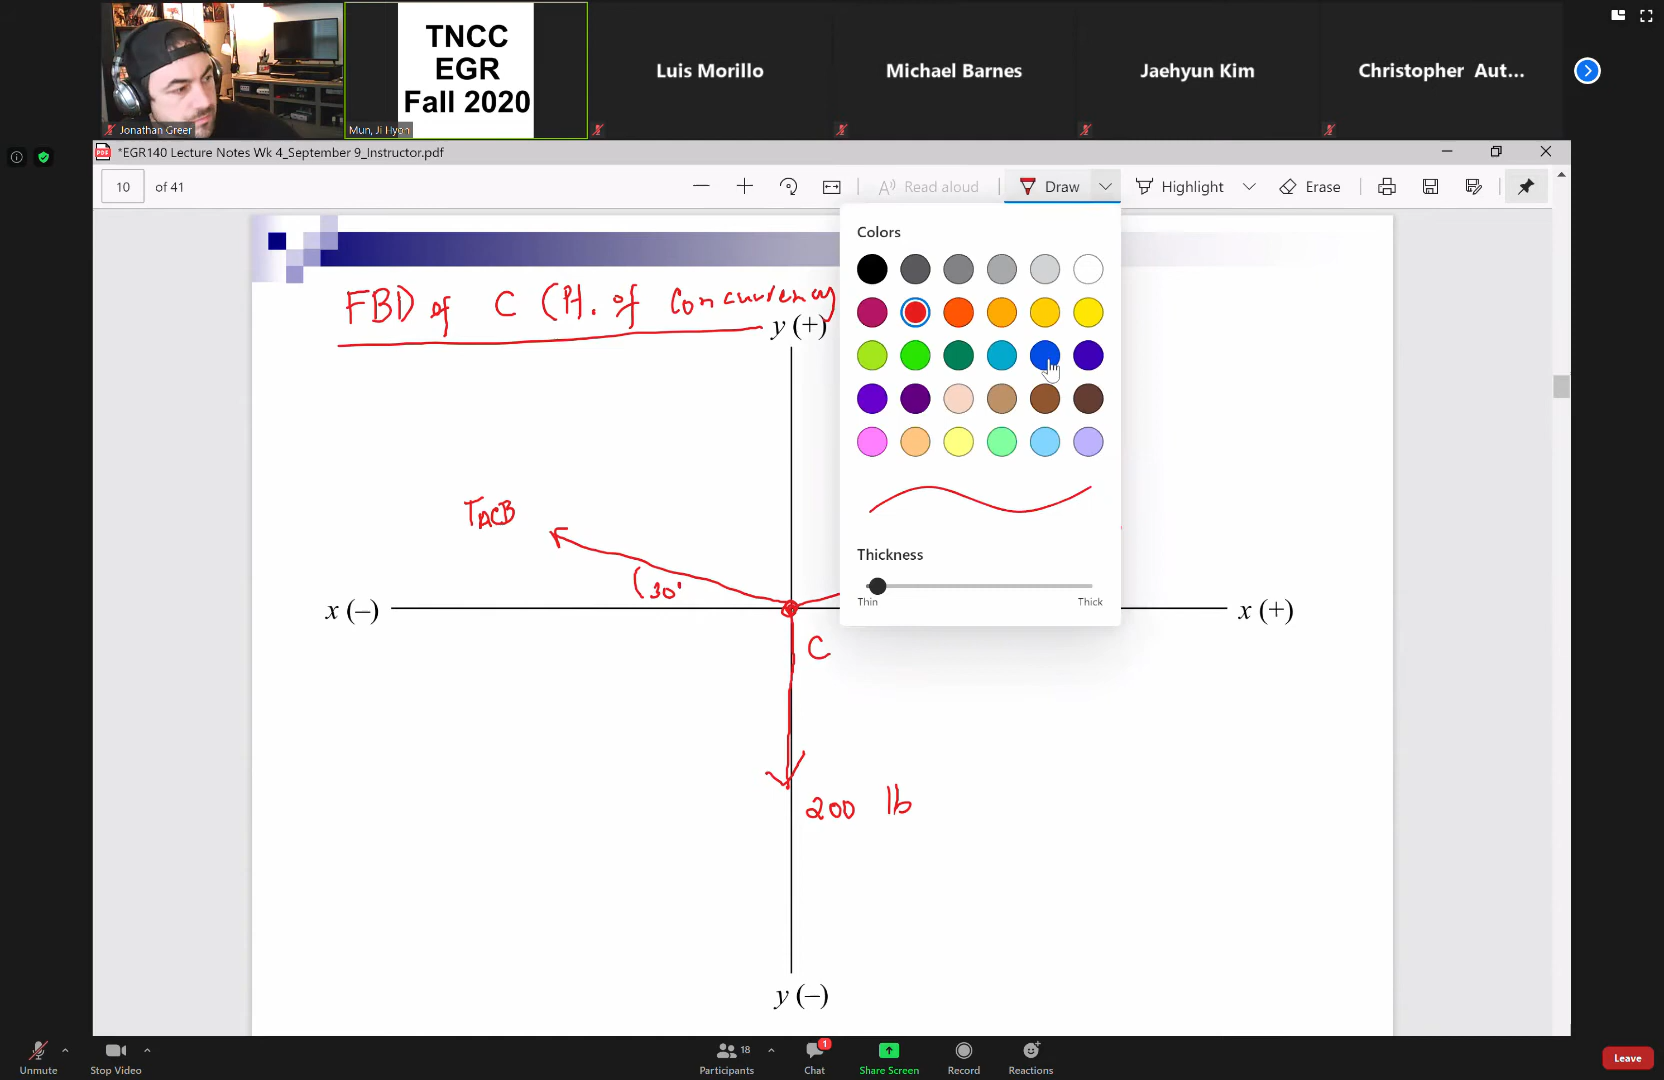 TNCC
EGR
Fall 2020
Jonathan Greer
Mun, Ji Hyon
Luis Morillo
Michael Barnes
Jaehyun Kim
Christopher Aut...
*EGR140 Lecture Notes Wk 4_September 9_Instructor.pdf
10 of 41
Read aloud
Draw
Highlight
Erase
Colors
FBD of C (Pt. of Concurrency
y (+)
TACB
30°
Thickness
Thin
Thick
x (–)
x (+)
C
200 lb
y (–)
Unmute
Stop Video
18
Participants
1
Chat
Share Screen
Record
Reactions
Leave